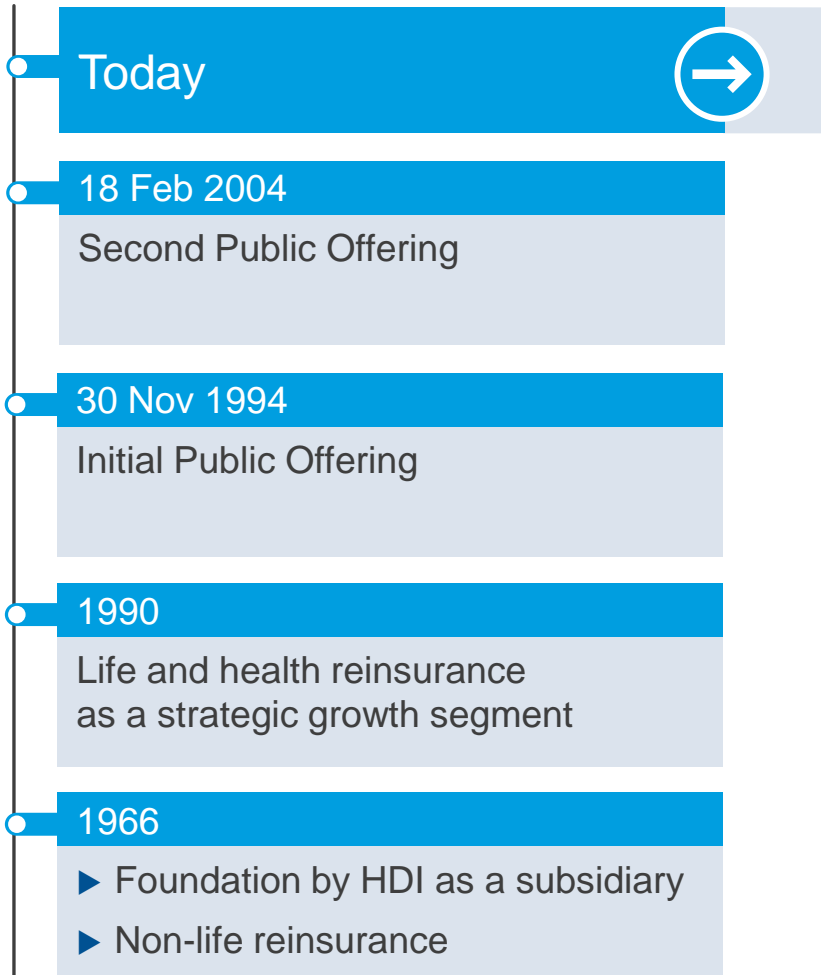 Today
18 Feb 2004
Second Public Offering
30 Nov 1994
Initial Public Offering
1990
Life and health reinsurance
as a strategic growth segment
1966
Foundation by HDI as a subsidiary
Non-life reinsurance